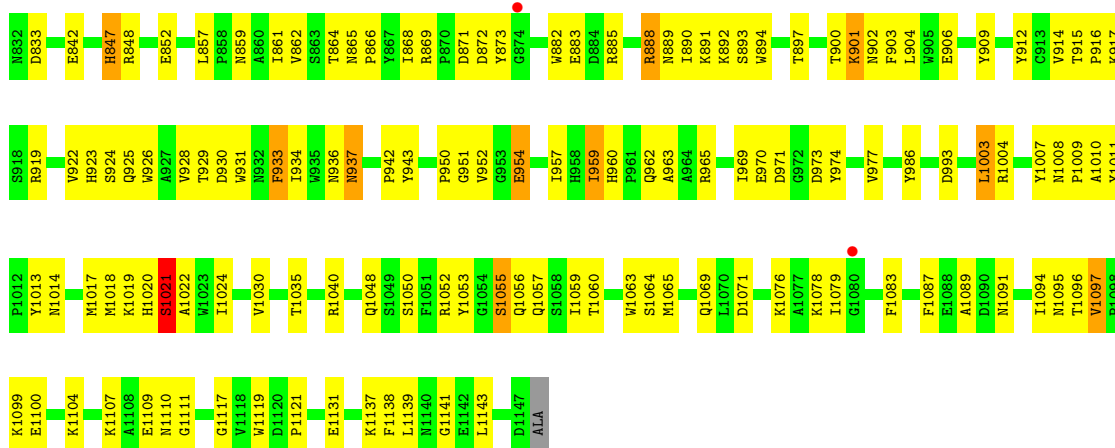 N832 D833 E842 H847 R848 E852 L857 P858 N859 A860 I861 V862 S863 T864 N865 P866 Y867 I868 R869 P870 D871 D872 Y873 G874 W882 E883 D884 R885 R888 N889 I890 K891 K892 S893 W894 T897 T900 K901 N902 F903 L904 W905 E906 Y909 Y912 C913 V914 T915 P916 K917
S918 R919 V922 H923 S924 Q925 W926 A927 V928 T929 D930 W931 N932 F933 I934 W935 N936 N937 P942 Y943 P950 G951 V952 G953 E954 I957 H958 I959 H960 P961 Q962 A963 A964 R965 I969 E970 D971 G972 D973 Y974 V977 Y986 D993 L1003 R1004 Y1007 N1008 P1009 A1010 Y1011
P1012 Y1013 N1014 M1017 M1018 K1019 H1020 S1021 A1022 W1023 I1024 V1030 T1035 R1040 Q1048 S1049 S1050 F1051 R1052 Y1053 G1054 S1055 Q1056 Q1057 S1058 I1059 T1060 W1063 S1064 M1065 Q1069 L1070 D1071 K1076 A1077 K1078 I1079 G1080 F1083 F1087 E1088 A1089 D1090 N1091 I1094 N1095 T1096 V1097
K1099 E1100 K1104 K1107 A1108 E1109 N1110 G1111 G1117 V1118 W1119 D1120 P1121 E1131 K1137 F1138 L1139 N1140 G1141 E1142 L1143 D1147 ALA